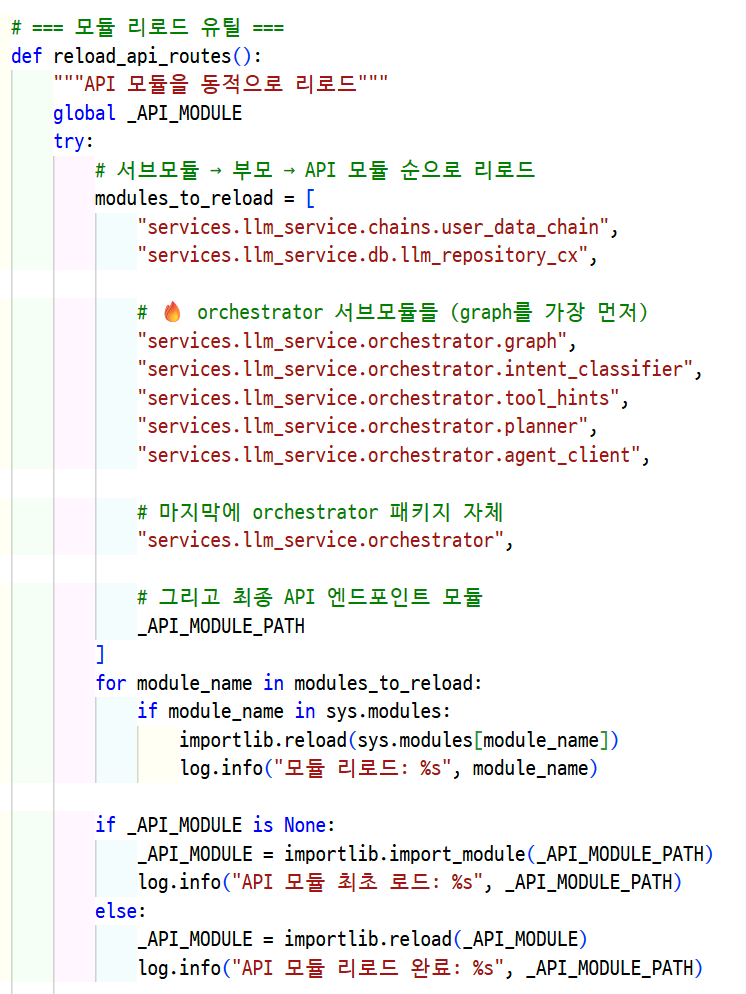 # === 모듈 리로드 유틸 ===
def reload_api_routes():
    """API 모듈을 동적으로 리로드"""
    global _API_MODULE
    try:
        # 서브모듈 → 부모 → API 모듈 순으로 리로드
        modules_to_reload = [
            "services.llm_service.chains.user_data_chain",
            "services.llm_service.db.llm_repository_cx",

            # 🔥 orchestrator 서브모듈들 (graph를 가장 먼저)
            "services.llm_service.orchestrator.graph",
            "services.llm_service.orchestrator.intent_classifier",
            "services.llm_service.orchestrator.tool_hints",
            "services.llm_service.orchestrator.planner",
            "services.llm_service.orchestrator.agent_client",

            # 마지막에 orchestrator 패키지 자체
            "services.llm_service.orchestrator",

            # 그리고 최종 API 엔드포인트 모듈
            _API_MODULE_PATH
        ]
        for module_name in modules_to_reload:
            if module_name in sys.modules:
                importlib.reload(sys.modules[module_name])
                log.info("모듈 리로드: %s", module_name)

        if _API_MODULE is None:
            _API_MODULE = importlib.import_module(_API_MODULE_PATH)
            log.info("API 모듈 최초 로드: %s", _API_MODULE_PATH)
        else:
            _API_MODULE = importlib.reload(_API_MODULE)
            log.info("API 모듈 리로드 완료: %s", _API_MODULE_PATH)